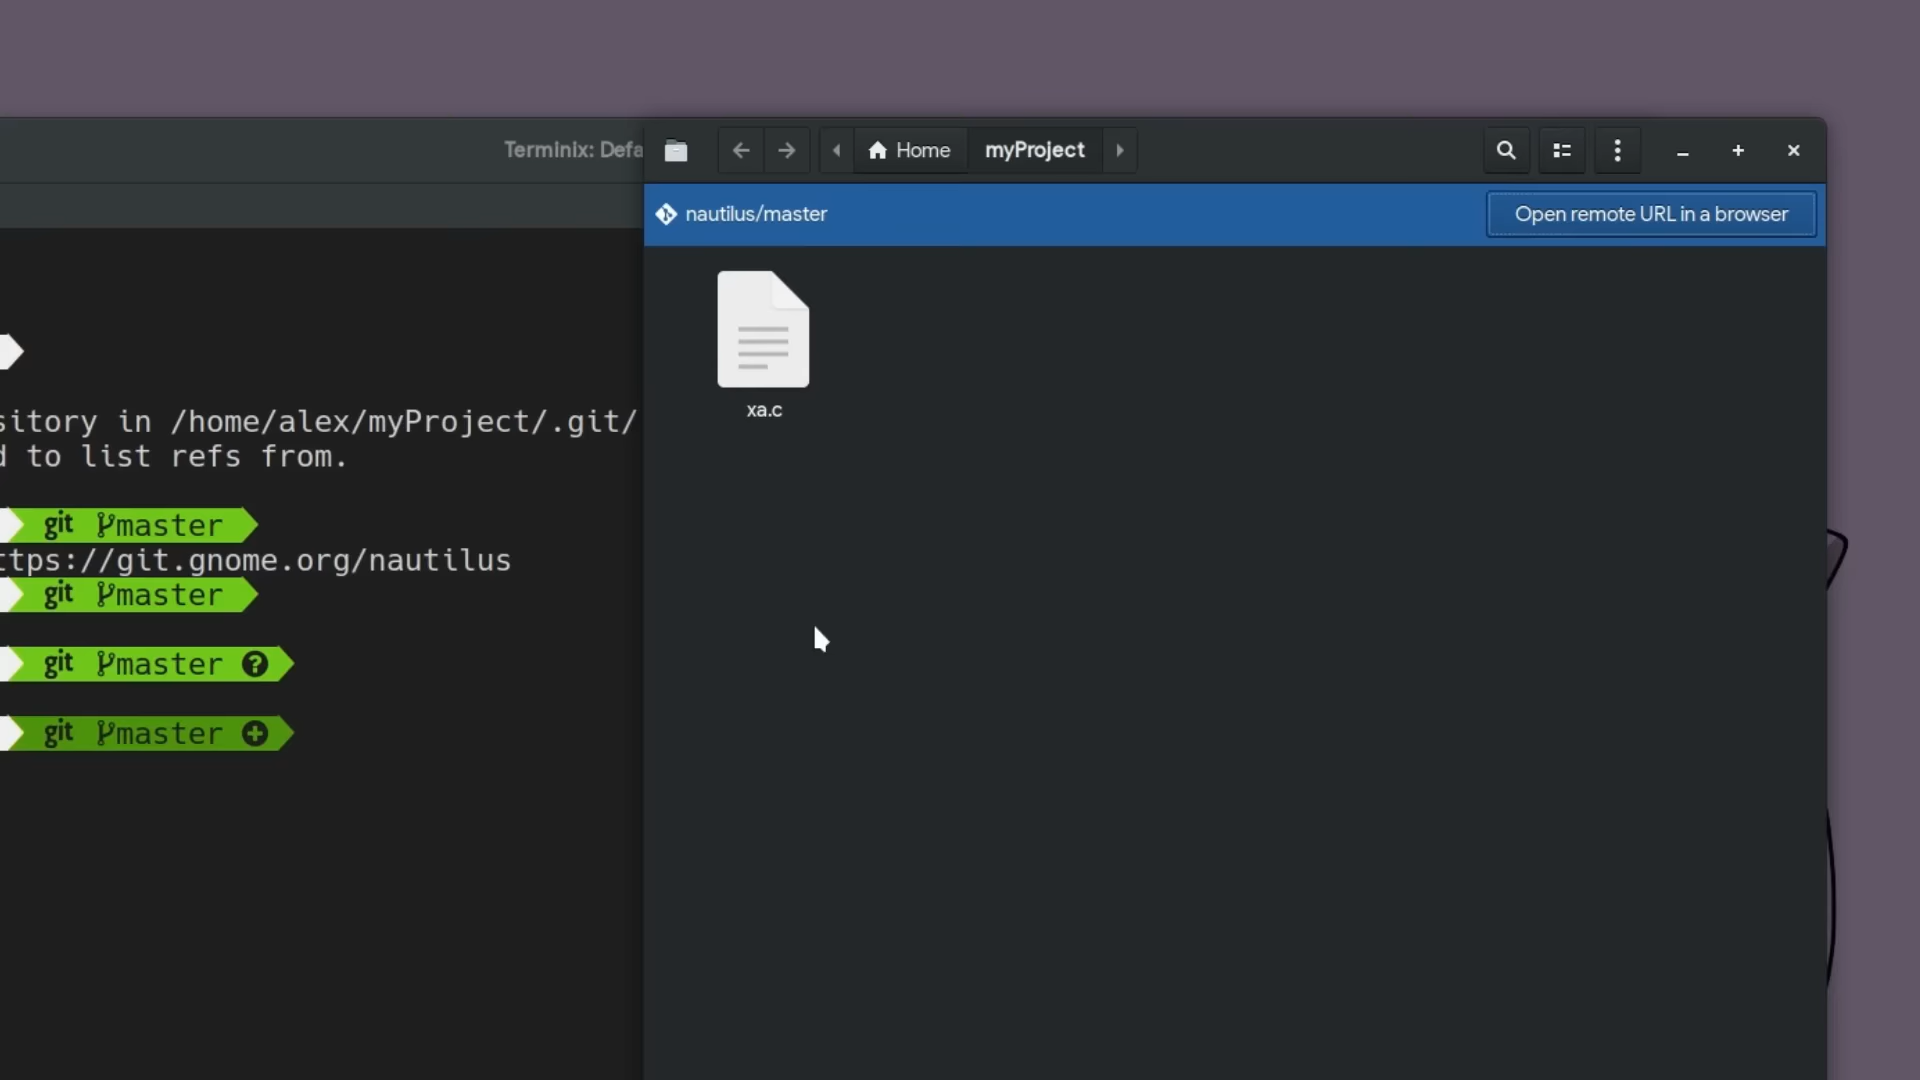 Terminix: Defa
Home
myProject
nautilus/master
Open remote URL in a browser
xa.c
sitory in /home/alex/myProject/.git/
d to list refs from.
git master
ttps://git.gnome.org/nautilus
git master
git master ?
git master +